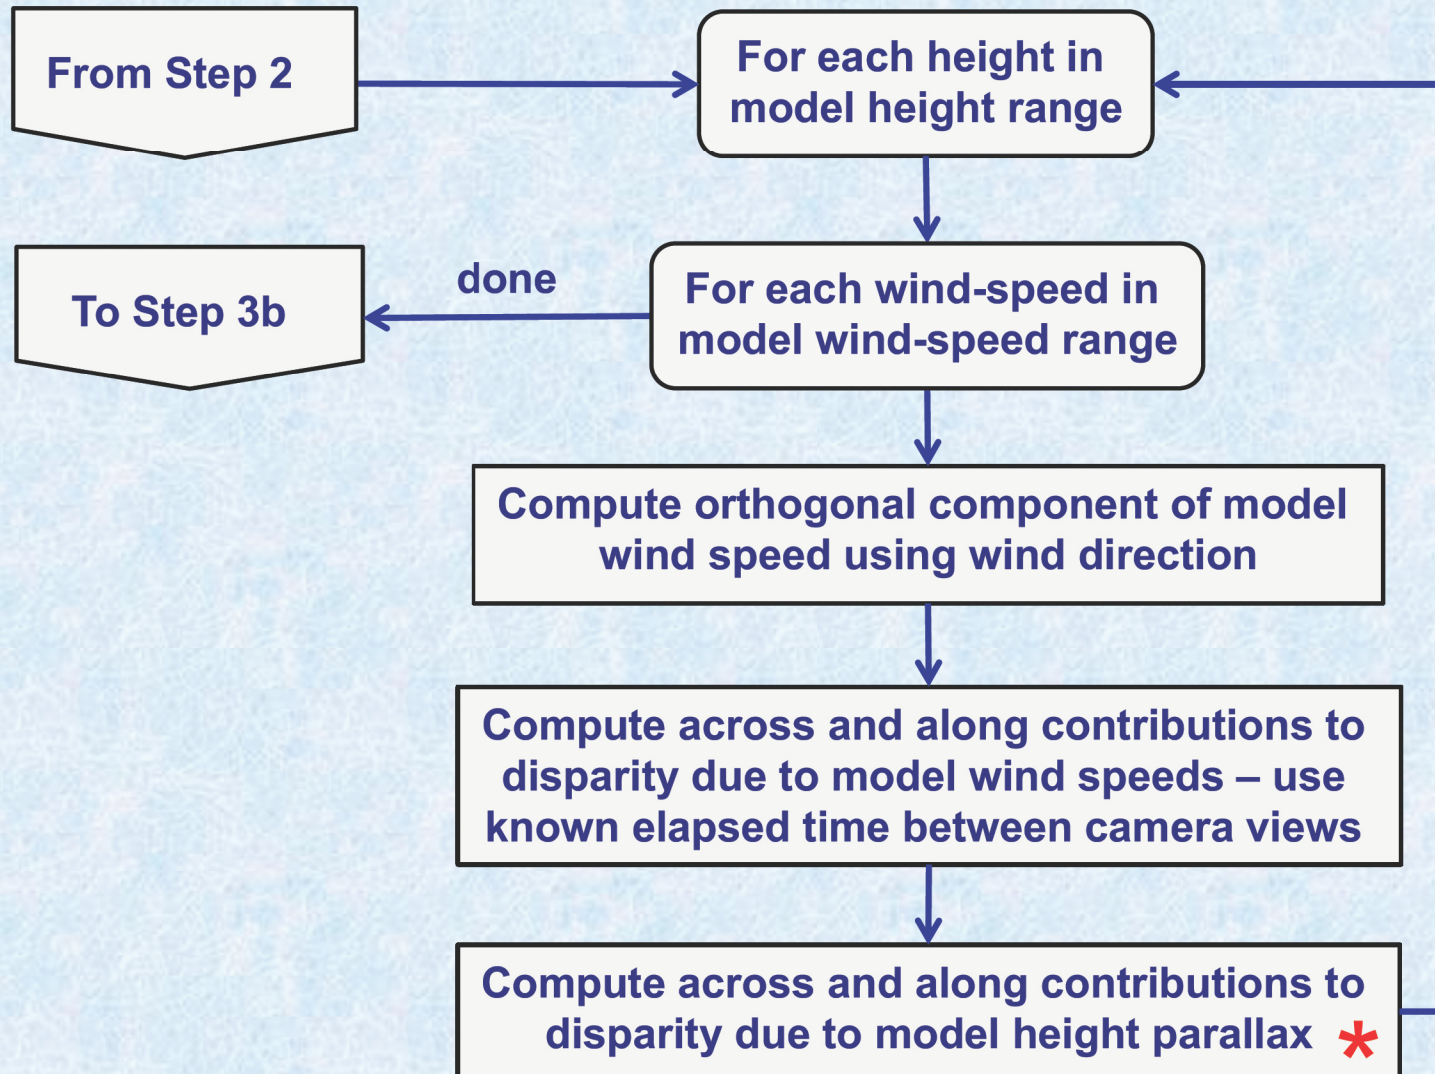 From Step 2
For each height in
model height range
To Step 3b
done
For each wind-speed in
model wind-speed range
Compute orthogonal component of model
wind speed using wind direction
Compute across and along contributions to
disparity due to model wind speeds – use
known elapsed time between camera views
Compute across and along contributions to
disparity due to model height parallax *